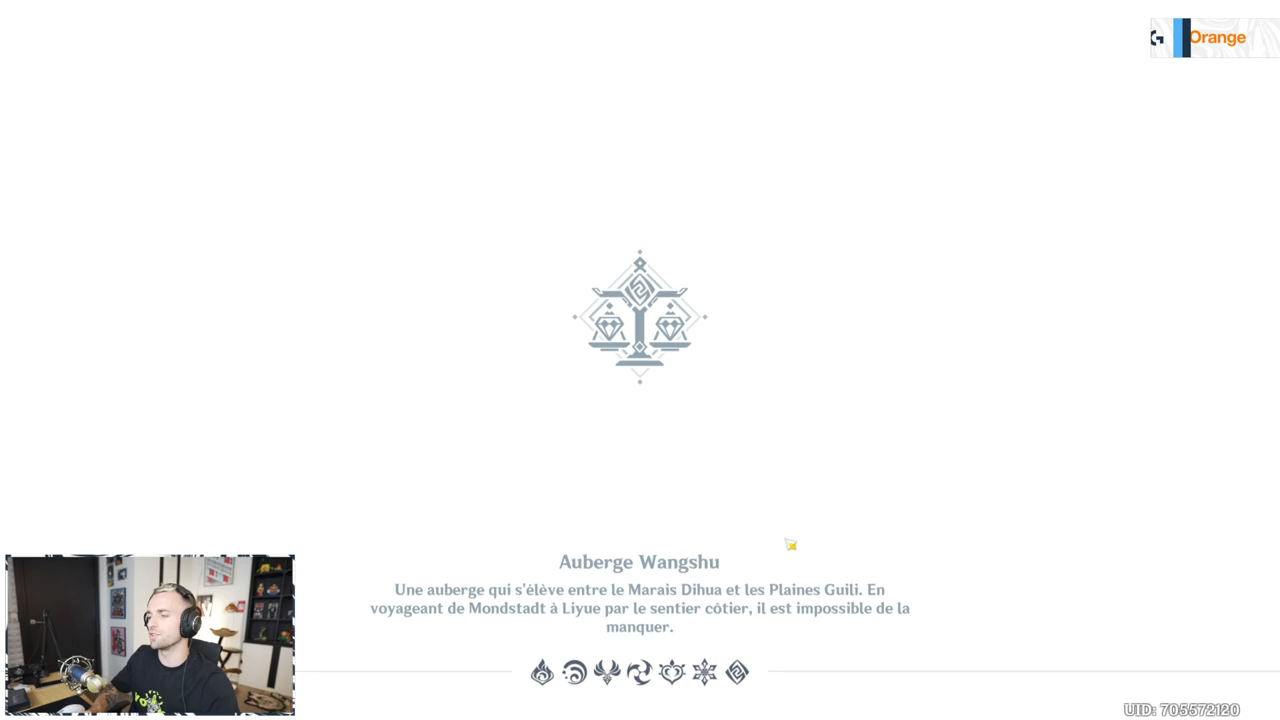 Orange
Auberge Wangshu
Une auberge qui s'élève entre le Marais Dihua et les Plaines Guili. En
voyageant de Mondstadt à Liyue par le sentier côtier, il est impossible de la
manquer.
UID: 705572120